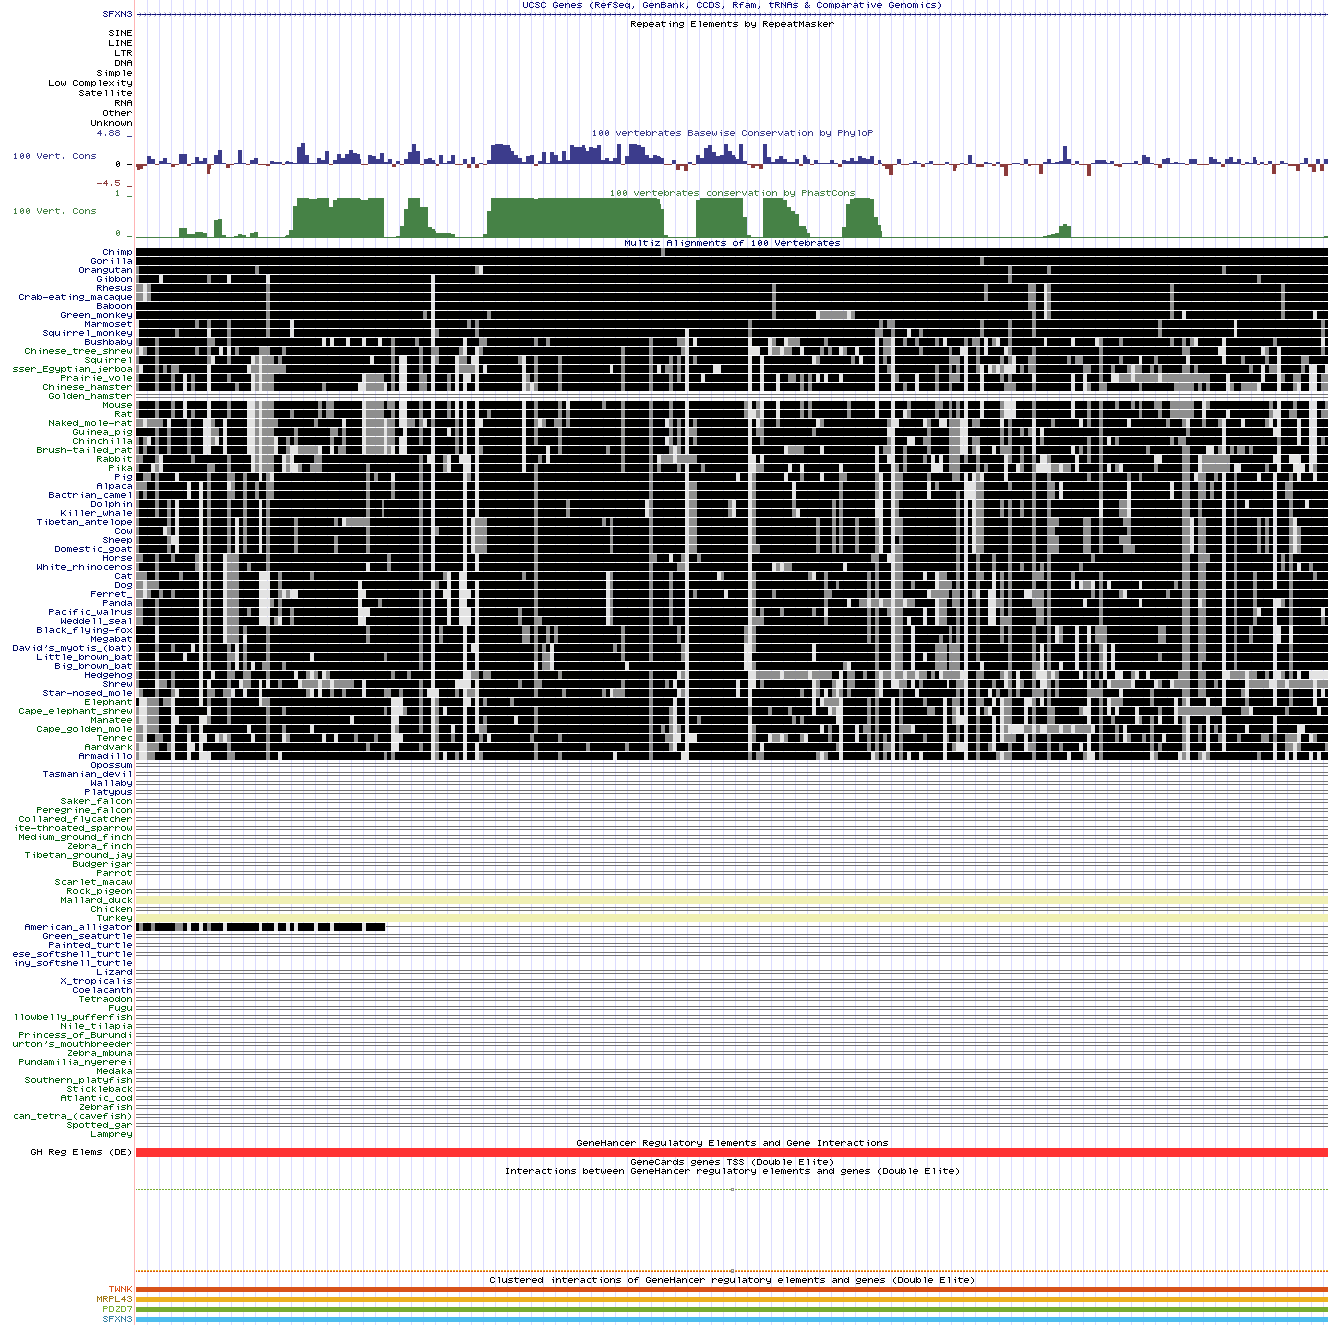 UCSC Genes (RefSeq, GenBank, CCDS, Rfam, tRNAs & Comparative Genomics)
SFXN3
Repeating Elements by RepeatMasker
SINE
LINE
LTR
DNA
Simple
Low Complexity
Satellite
RNA
Other
Unknown
4.88 _
100 vertebrates Basewise Conservation by PhyloP
100 Vert. Cons
0 _
-4.5 _
1 _
100 vertebrates conservation by PhastCons
100 Vert. Cons
0 _
Multiz Alignments of 100 Vertebrates
Chimp
Gorilla
Orangutan
Gibbon
Rhesus
Crab-eating_macaque
Baboon
Green_monkey
Marmoset
Squirrel_monkey
Bushbaby
Chinese_tree_shrew
Squirrel
sser_Egyptian_jerboa
Prairie_vole
Chinese_hamster
Golden_hamster
Mouse
Rat
Naked_mole-rat
Guinea_pig
Chinchilla
Brush-tailed_rat
Rabbit
Pika
Pig
Alpaca
Bactrian_camel
Dolphin
Killer_whale
Tibetan_antelope
Cow
Sheep
Domestic_goat
Horse
White_rhinoceros
Cat
Dog
Ferret_
Panda
Pacific_walrus
Weddell_seal
Black_flying-fox
Megabat
David's_myotis_(bat)
Little_brown_bat
Big_brown_bat
Hedgehog
Shrew
Star-nosed_mole
Elephant
Cape_elephant_shrew
Manatee
Cape_golden_mole
Tenrec
Aardvark
Armadillo
Opossum
Tasmanian_devil
Wallaby
Platypus
Saker_falcon
Peregrine_falcon
Collared_flycatcher
ite-throated_sparrow
Medium_ground_finch
Zebra_finch
Tibetan_ground_jay
Budgerigar
Parrot
Scarlet_macaw
Rock_pigeon
Mallard_duck
Chicken
Turkey
American_alligator
Green_seaturtle
Painted_turtle
ese_softshell_turtle
iny_softshell_turtle
Lizard
X_tropicalis
Coelacanth
Tetraodon
Fugu
llowbelly_pufferfish
Nile_tilapia
Princess_of_Burundi
urton's_mouthbreeder
Zebra_mbuna
Pundamilia_nyererei
Medaka
Southern_platyfish
Stickleback
Atlantic_cod
Zebrafish
can_tetra_(cavefish)
Spotted_gar
Lamprey
GeneHancer Regulatory Elements and Gene Interactions
GH Reg Elems (DE)
GeneCards genes TSS (Double Elite)
Interactions between GeneHancer regulatory elements and genes (Double Elite)
Clustered interactions of GeneHancer regulatory elements and genes (Double Elite)
TWNK
MRPL43
PDZD7
SFXN3